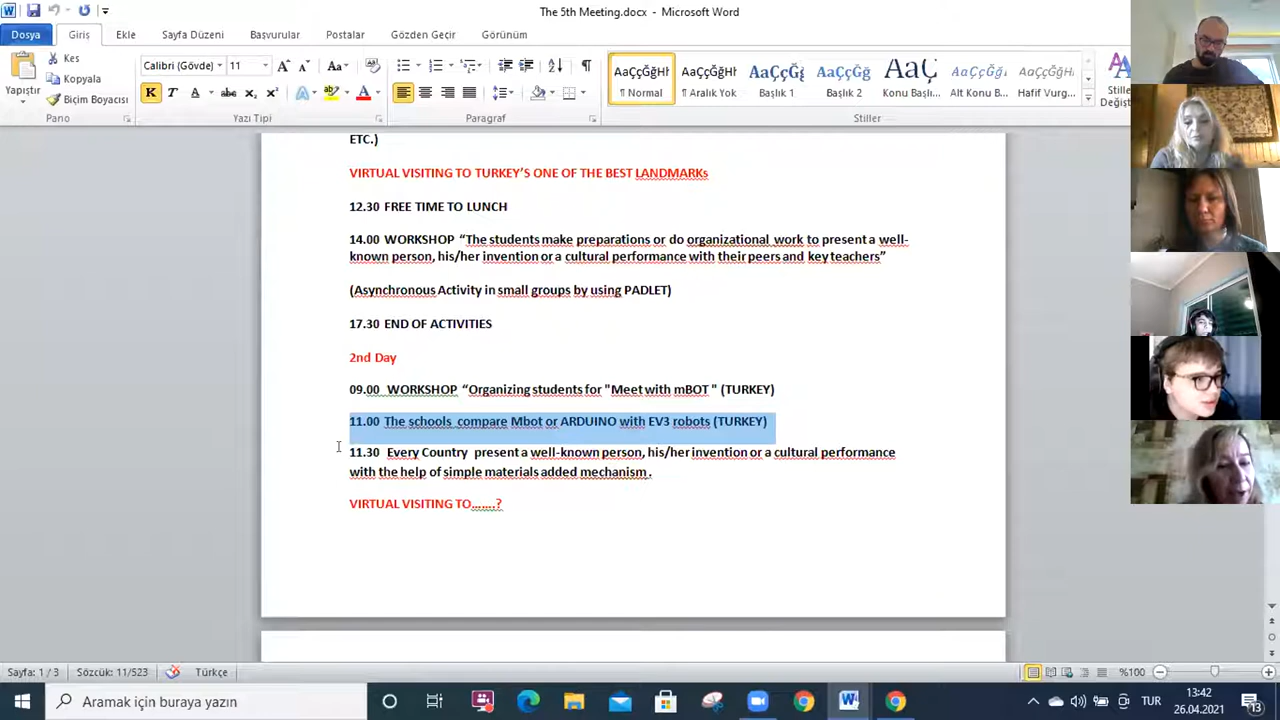 The 5th Meeting.docx - Microsoft Word
Dosya Giriş Ekle Sayfa Düzeni Başvurular Postalar Gözden Geçir Görünüm
Yapıştır
Kes
Kopyala
Biçim Boyacısı
Pano
Calibri (Gövde) 11
Yazı Tipi
Paragraf
AaÇçĞğHł AaÇçĞğHł AaÇçĞğ AaÇçĞğ AaÇç AaÇçĞğ AaÇçĞğH
¶ Normal ¶ Aralık Yok Başlık 1 Başlık 2 Konu Başlı... Alt Konu B... Hafif Vurg...
Stiller
ETC.)
VIRTUAL VISITING TO TURKEY’S ONE OF THE BEST LANDMARKs
12.30 FREE TIME TO LUNCH
14.00 WORKSHOP “The students make preparations or do organizational work to present a well-
known person, his/her invention or a cultural performance with their peers and key teachers”
(Asynchronous Activity in small groups by using PADLET)
17.30 END OF ACTIVITIES
2nd Day
09.00 WORKSHOP “Organizing students for "Meet with mBOT " (TURKEY)
11.00 The schools compare Mbot or ARDUINO with EV3 robots (TURKEY)
11.30 Every Country present a well-known person, his/her invention or a cultural performance
with the help of simple materials added mechanism .
VIRTUAL VISITING TO…….?
Sayfa: 1 / 3 Sözcük: 11/523 Türkçe %100
Aramak için buraya yazın
TUR
13:42
26.04.2021
13